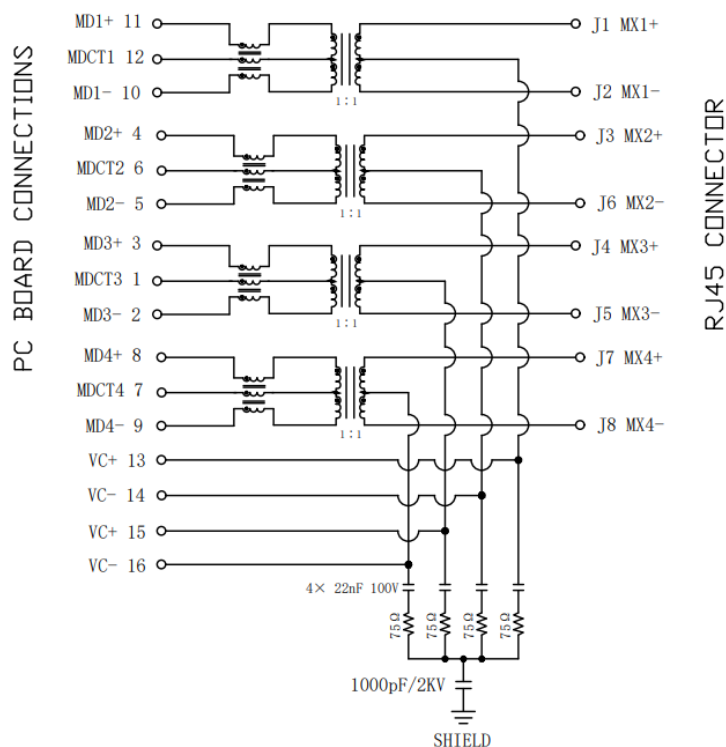 PC BOARD CONNECTIONS
MD1+ 11
MDCT1 12
MD1- 10
1:1
J1 MX1+
J2 MX1-
MD2+ 4
MDCT2 6
MD2- 5
1:1
J3 MX2+
J6 MX2-
MD3+ 3
MDCT3 1
MD3- 2
1:1
J4 MX3+
J5 MX3-
MD4+ 8
MDCT4 7
MD4- 9
1:1
J7 MX4+
J8 MX4-
RJ45 CONNECTOR
VC+ 13
VC- 14
VC+ 15
VC- 16
4× 22nF 100V
75Ω
75Ω
75Ω
75Ω
1000pF/2KV
SHIELD